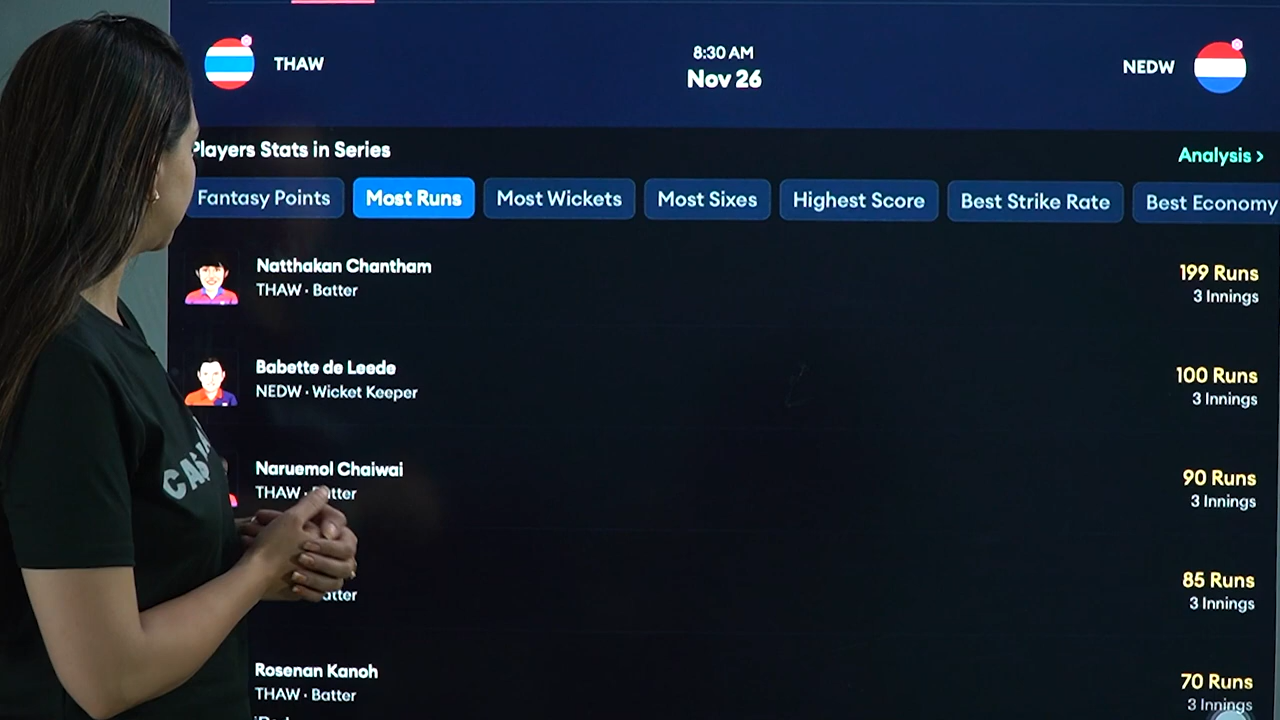 THAW
8:30 AM
Nov 26
NEDW
Players Stats in Series
Analysis >
Fantasy Points
Most Runs
Most Wickets
Most Sixes
Highest Score
Best Strike Rate
Best Economy
Natthakan Chantham
THAW · Batter
199 Runs
3 Innings
Babette de Leede
NEDW · Wicket Keeper
100 Runs
3 Innings
Naruemol Chaiwai
THAW · Batter
90 Runs
3 Innings
85 Runs
3 Innings
Rosenan Kanoh
THAW · Batter
70 Runs
3 Innings